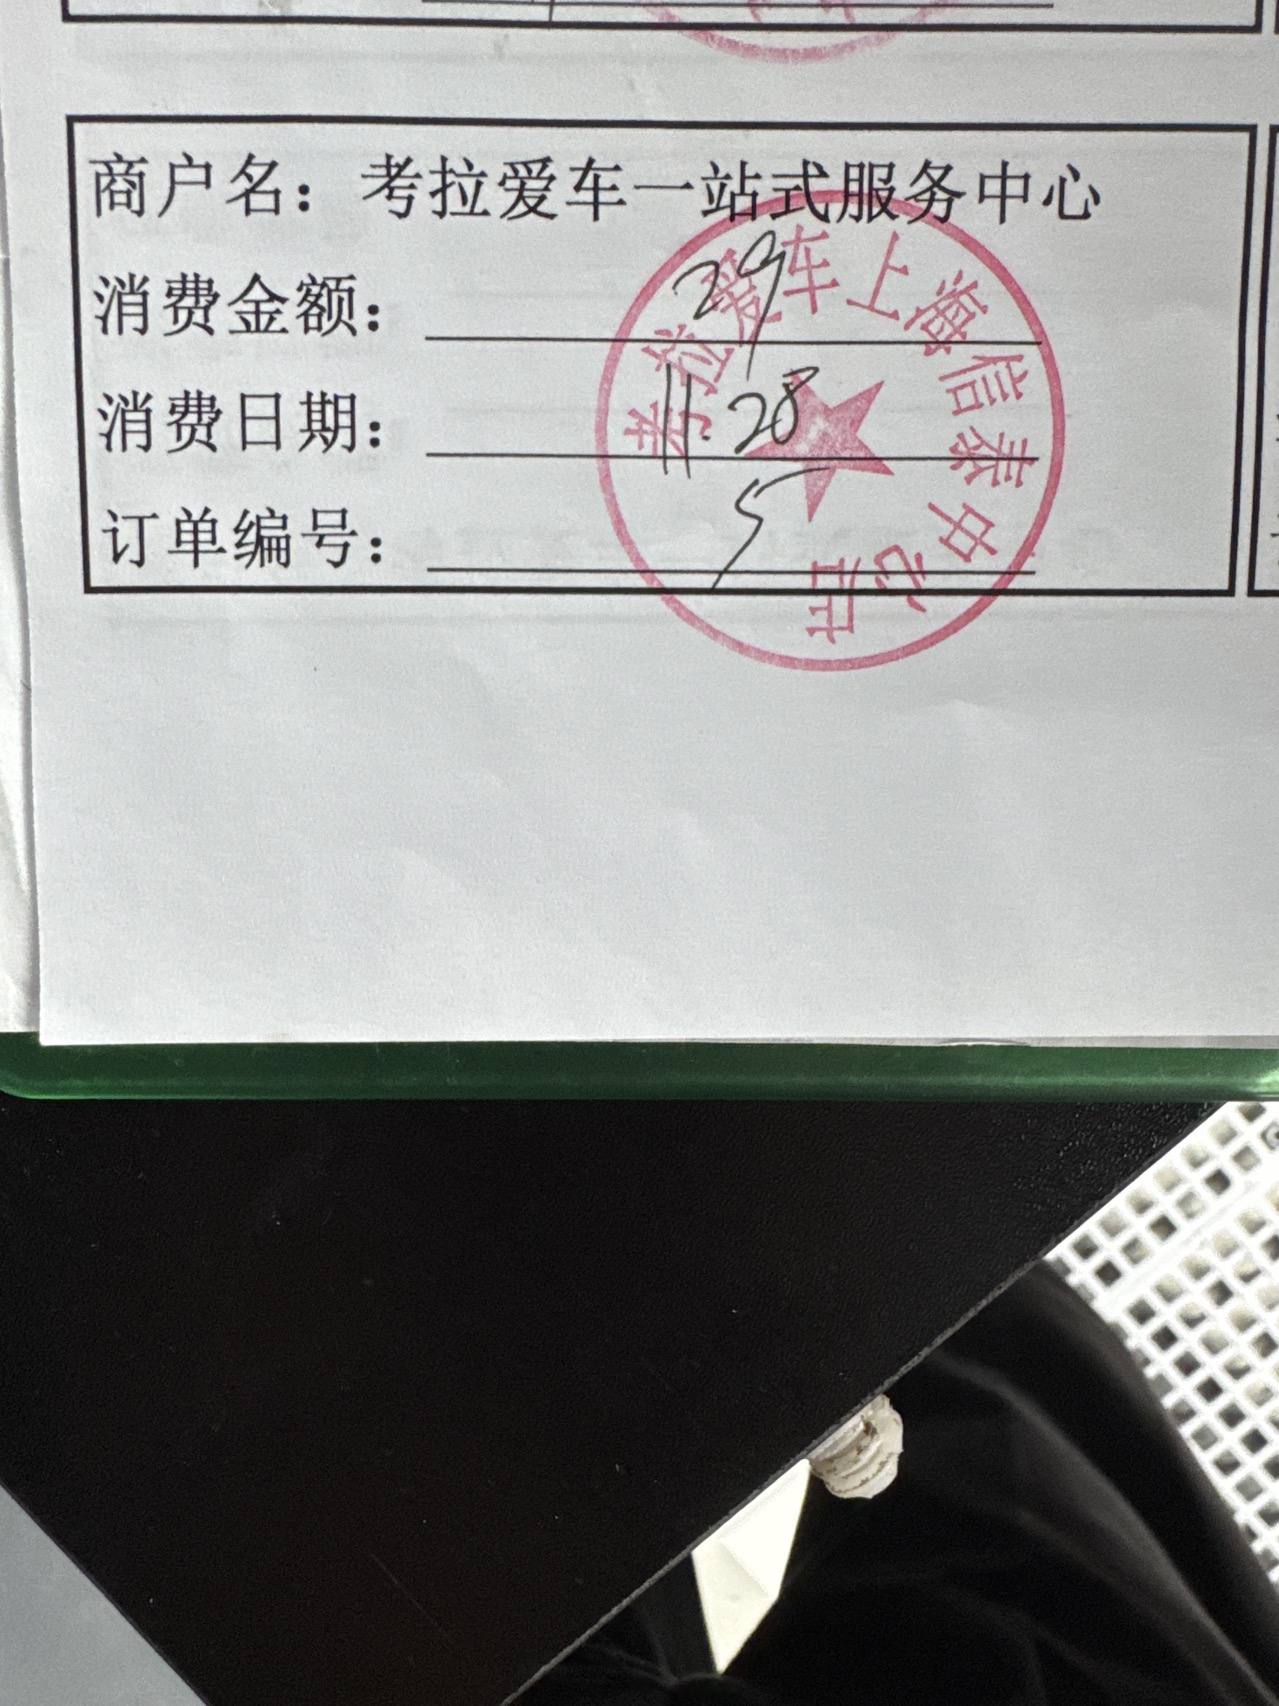 商户名：考拉爱车一站式服务中心
消费金额：29
消费日期：11.28
订单编号：5
考拉爱车上海信泰中心店